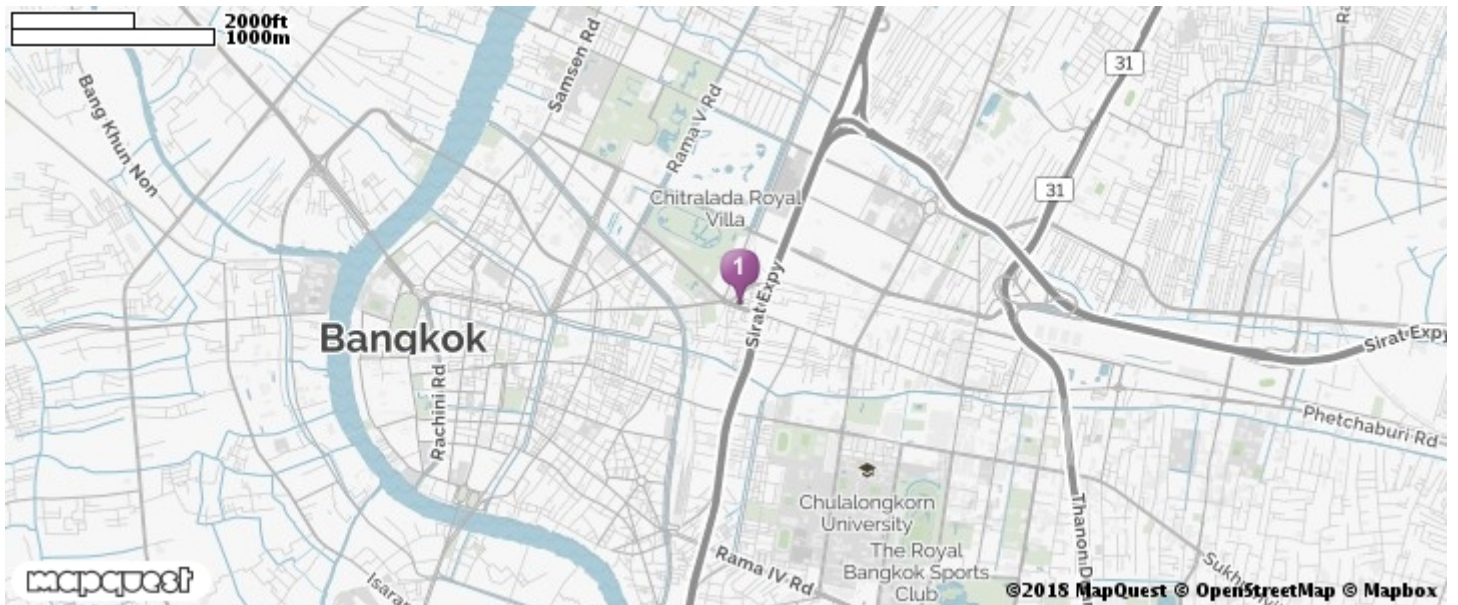 2000ft
1000m
Bang Khun Non
Samsen Rd
Rama V Rd
31
Chitralada Royal
Villa
31
1
Sirat Expy
Bangkok
Rachini Rd
Sirat Expy
Phetchaburi Rd
Chulalongkorn
University
The Royal
Bangkok Sports
Club
Rama IV Rd
Thanon
mapquest
©2018 MapQuest © OpenStreetMap © Mapbox